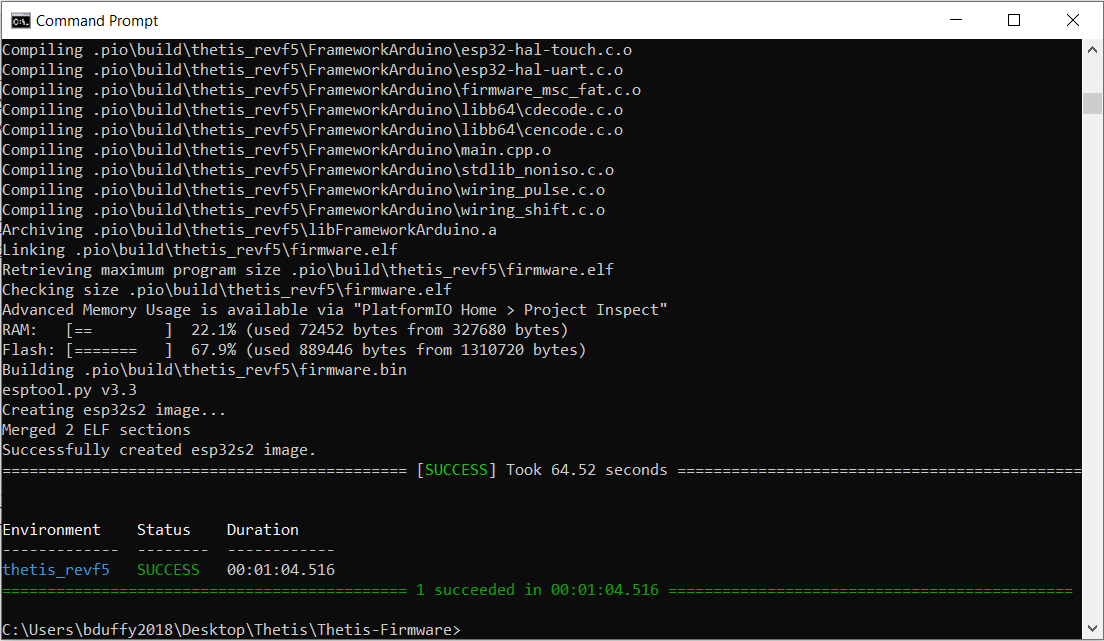 Command Prompt
Compiling .pio\build\thetis_revf5\FrameworkArduino\esp32-hal-touch.c.o
Compiling .pio\build\thetis_revf5\FrameworkArduino\esp32-hal-uart.c.o
Compiling .pio\build\thetis_revf5\FrameworkArduino\firmware_msc_fat.c.o
Compiling .pio\build\thetis_revf5\FrameworkArduino\libb64\cdecode.c.o
Compiling .pio\build\thetis_revf5\FrameworkArduino\libb64\cencode.c.o
Compiling .pio\build\thetis_revf5\FrameworkArduino\main.cpp.o
Compiling .pio\build\thetis_revf5\FrameworkArduino\stdlib_noniso.c.o
Compiling .pio\build\thetis_revf5\FrameworkArduino\wiring_pulse.c.o
Compiling .pio\build\thetis_revf5\FrameworkArduino\wiring_shift.c.o
Archiving .pio\build\thetis_revf5\libFrameworkArduino.a
Linking .pio\build\thetis_revf5\firmware.elf
Retrieving maximum program size .pio\build\thetis_revf5\firmware.elf
Checking size .pio\build\thetis_revf5\firmware.elf
Advanced Memory Usage is available via "PlatformIO Home > Project Inspect"
RAM:   [==        ]  22.1% (used 72452 bytes from 327680 bytes)
Flash: [=======   ]  67.9% (used 889446 bytes from 1310720 bytes)
Building .pio\build\thetis_revf5\firmware.bin
esptool.py v3.3
Creating esp32s2 image...
Merged 2 ELF sections
Successfully created esp32s2 image.
============================================= [SUCCESS] Took 64.52 seconds =============================================
Environment    Status    Duration
-------------  --------  ------------
thetis_revf5   SUCCESS   00:01:04.516
============================================= 1 succeeded in 00:01:04.516 =============================================
C:\Users\bduffy2018\Desktop\Thetis\Thetis-Firmware>